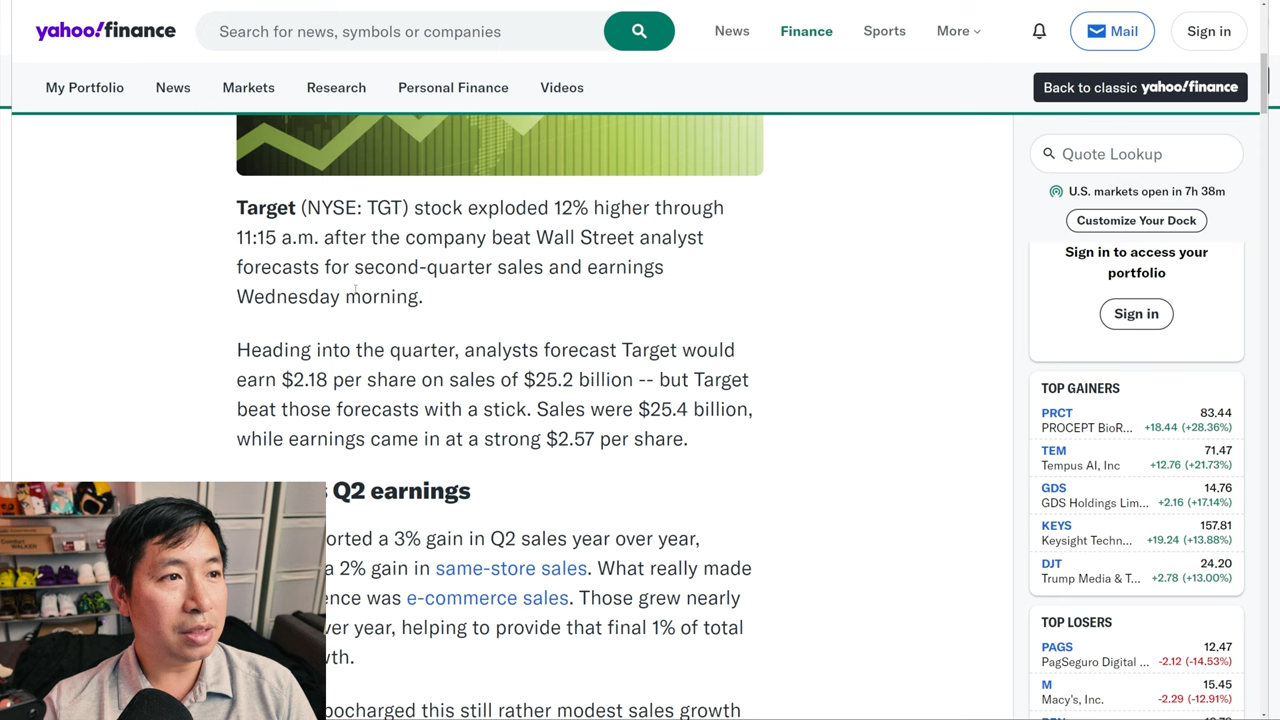 yahoo!finance
Search for news, symbols or companies
News
Finance
Sports
More
Mail
Sign in
My Portfolio
News
Markets
Research
Personal Finance
Videos
Back to classic yahoo!finance
Target (NYSE: TGT) stock exploded 12% higher through
11:15 a.m. after the company beat Wall Street analyst
forecasts for second-quarter sales and earnings
Wednesday morning.
Heading into the quarter, analysts forecast Target would
earn $2.18 per share on sales of $25.2 billion -- but Target
beat those forecasts with a stick. Sales were $25.4 billion,
while earnings came in at a strong $2.57 per share.
Q2 earnings
orted a 3% gain in Q2 sales year over year,
a 2% gain in same-store sales. What really made
ence was e-commerce sales. Those grew nearly
ver year, helping to provide that final 1% of total
vth.
pocharged this still rather modest sales growth
Quote Lookup
U.S. markets open in 7h 38m
Customize Your Dock
Sign in to access your
portfolio
Sign in
TOP GAINERS
PRCT 83.44
PROCEPT BioR... +18.44 (+28.36%)
TEM 71.47
Tempus AI, Inc +12.76 (+21.73%)
GDS 14.76
GDS Holdings Lim... +2.16 (+17.14%)
KEYS 157.81
Keysight Techn... +19.24 (+13.88%)
DJT 24.20
Trump Media & T... +2.78 (+13.00%)
TOP LOSERS
PAGS 12.47
PagSeguro Digital ... -2.12 (-14.53%)
M 15.45
Macy's, Inc. -2.29 (-12.91%)